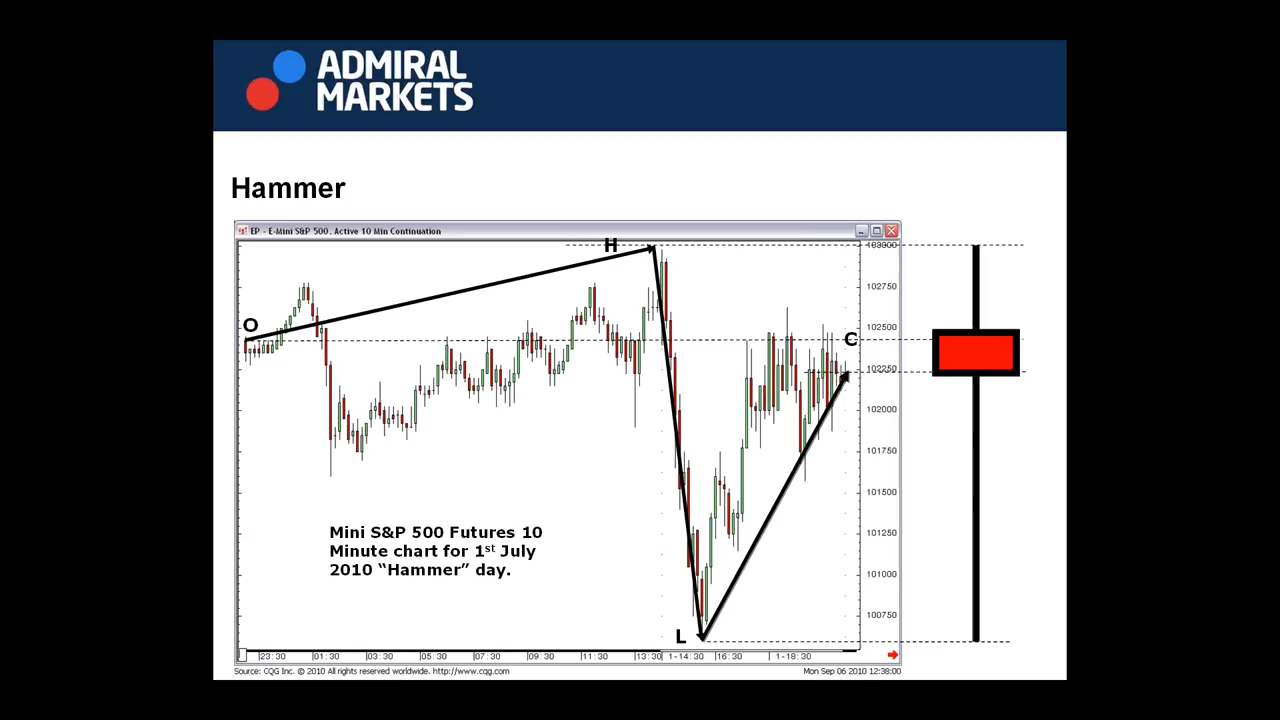 ADMIRAL
MARKETS
Hammer
EP - E-Mini S&P 500, Active 10 Min Continuation
H
103000
102750
O
102500
C
102250
102000
101750
101500
Mini S&P 500 Futures 10
Minute chart for 1st July
2010 “Hammer” day.
101250
101000
100750
L
23:30 01:30 03:30 05:30 07:30 09:30 11:30 13:30 1-14:30 16:30 1-18:30
Source: CQG Inc. © 2010 All rights reserved worldwide. http://www.cqg.com
Mon Sep 06 2010 12:38:00